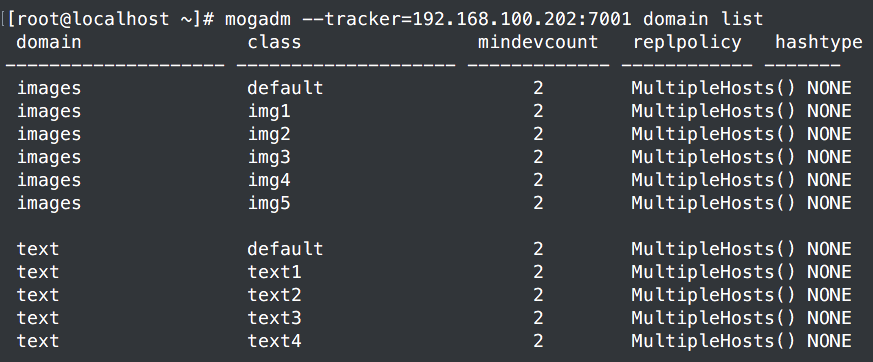 [[root@localhost ~]# mogadm --tracker=192.168.100.202:7001 domain list
 domain               class                 mindevcount   replpolicy   hashtype
-------------------- -------------------- ------------- ------------ -------
 images               default                    2        MultipleHosts() NONE
 images               img1                       2        MultipleHosts() NONE
 images               img2                       2        MultipleHosts() NONE
 images               img3                       2        MultipleHosts() NONE
 images               img4                       2        MultipleHosts() NONE
 images               img5                       2        MultipleHosts() NONE

 text                 default                    2        MultipleHosts() NONE
 text                 text1                      2        MultipleHosts() NONE
 text                 text2                      2        MultipleHosts() NONE
 text                 text3                      2        MultipleHosts() NONE
 text                 text4                      2        MultipleHosts() NONE